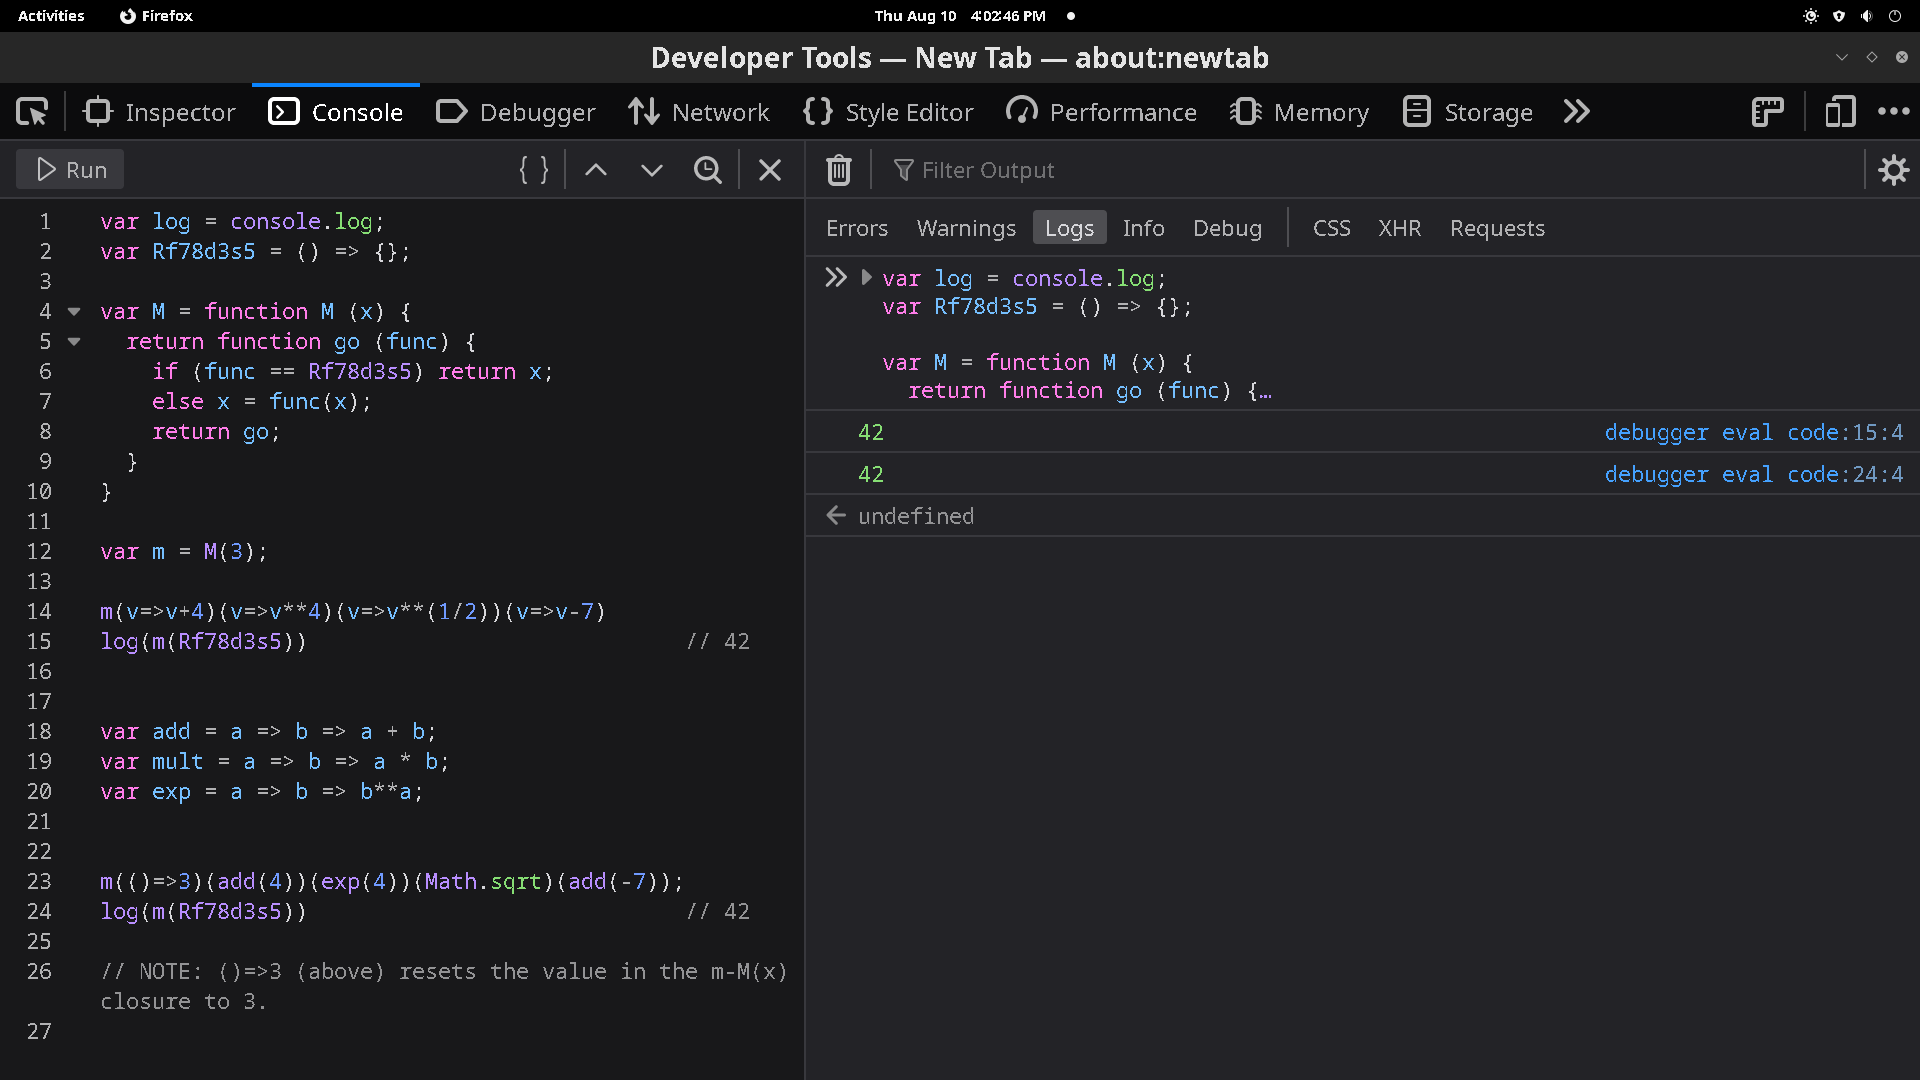 Activities Firefox Thu Aug 10 4:02:46 PM
Developer Tools — New Tab — about:newtab
Inspector Console Debugger Network Style Editor Performance Memory Storage
Run
Filter Output
1 var log = console.log;
2 var Rf78d3s5 = () => {};
3
4 var M = function M (x) {
5 return function go (func) {
6 if (func == Rf78d3s5) return x;
7 else x = func(x);
8 return go;
9 }
10 }
11
12 var m = M(3);
13
14 m(v=>v+4)(v=>v**4)(v=>v**(1/2))(v=>v-7)
15 log(m(Rf78d3s5)) // 42
16
17
18 var add = a => b => a + b;
19 var mult = a => b => a * b;
20 var exp = a => b => b**a;
21
22
23 m(()=>3)(add(4))(exp(4))(Math.sqrt)(add(-7));
24 log(m(Rf78d3s5)) // 42
25
26 // NOTE: ()=>3 (above) resets the value in the m-M(x)
closure to 3.
27
Errors Warnings Logs Info Debug CSS XHR Requests
var log = console.log;
var Rf78d3s5 = () => {};
var M = function M (x) {
return function go (func) {…
42 debugger eval code:15:4
42 debugger eval code:24:4
undefined